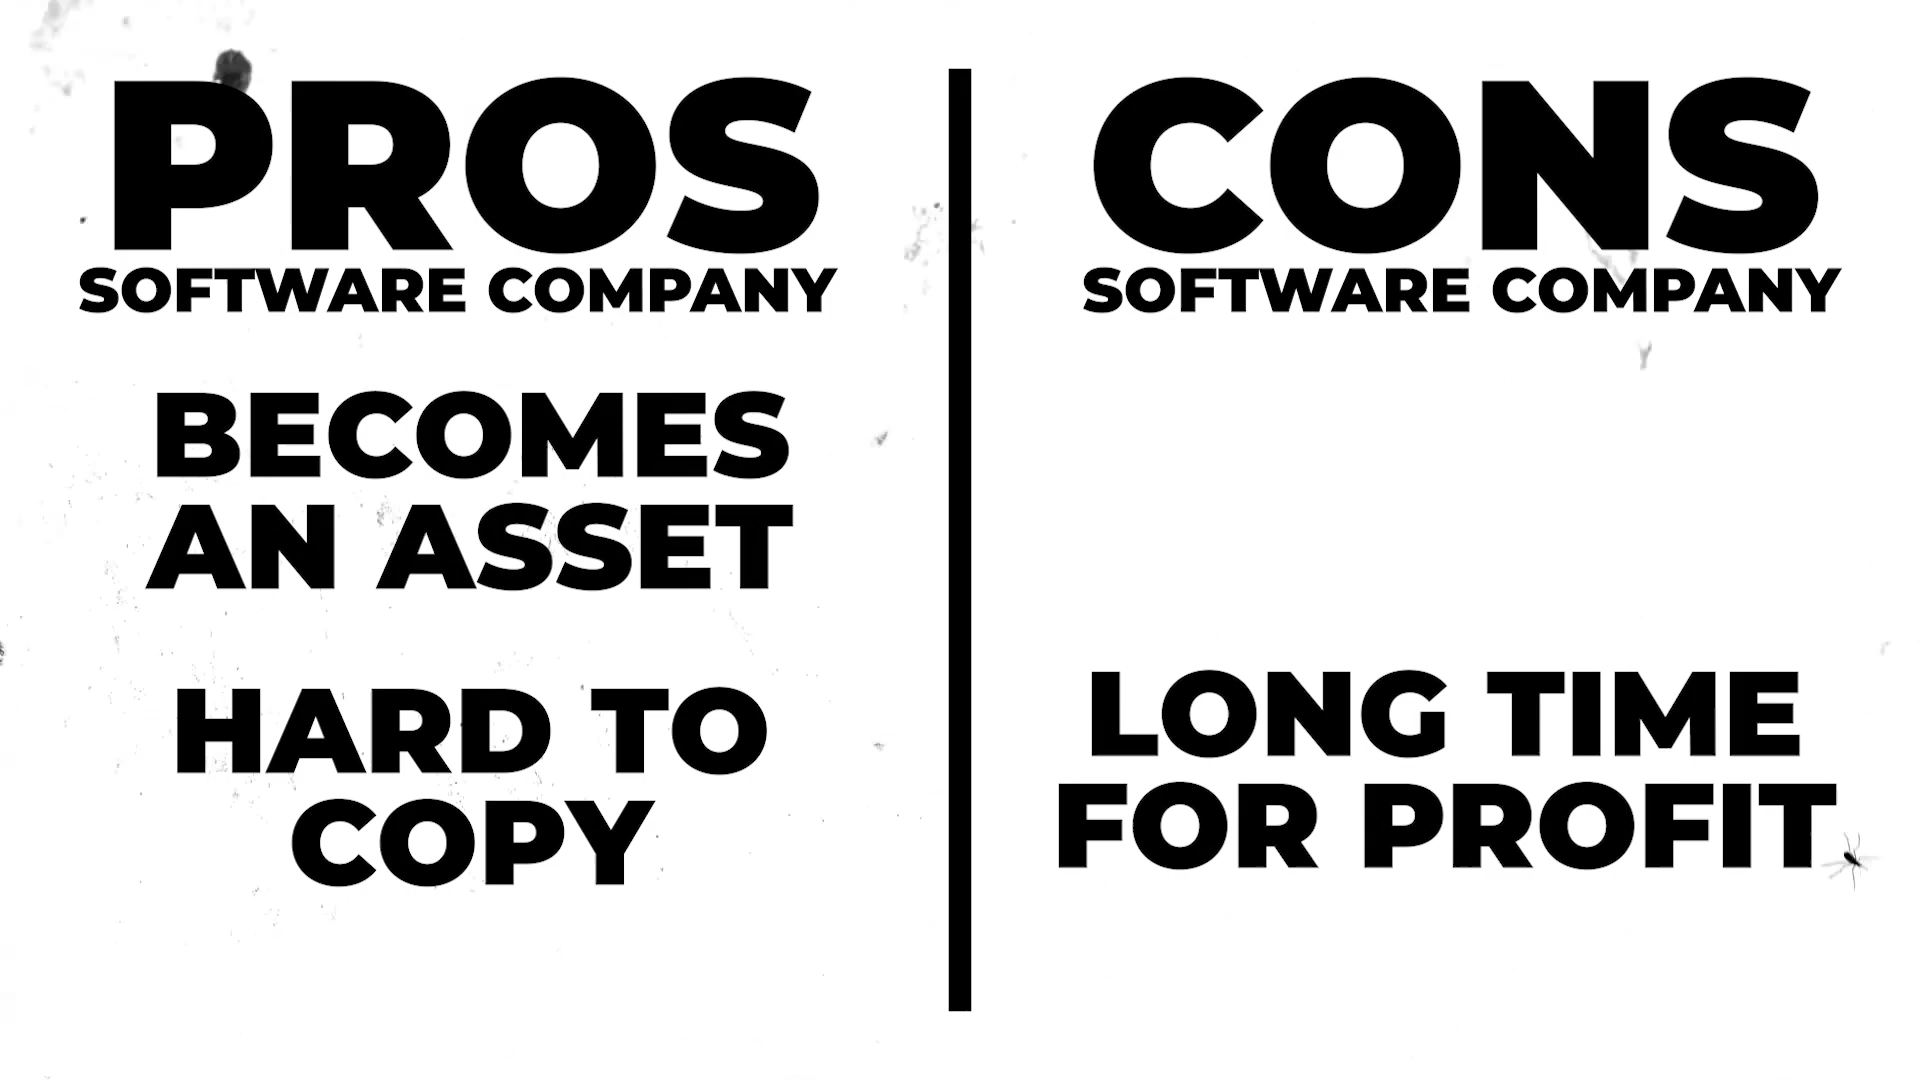 PROS
SOFTWARE COMPANY
BECOMES
AN ASSET
HARD TO
COPY
CONS
SOFTWARE COMPANY
LONG TIME
FOR PROFIT